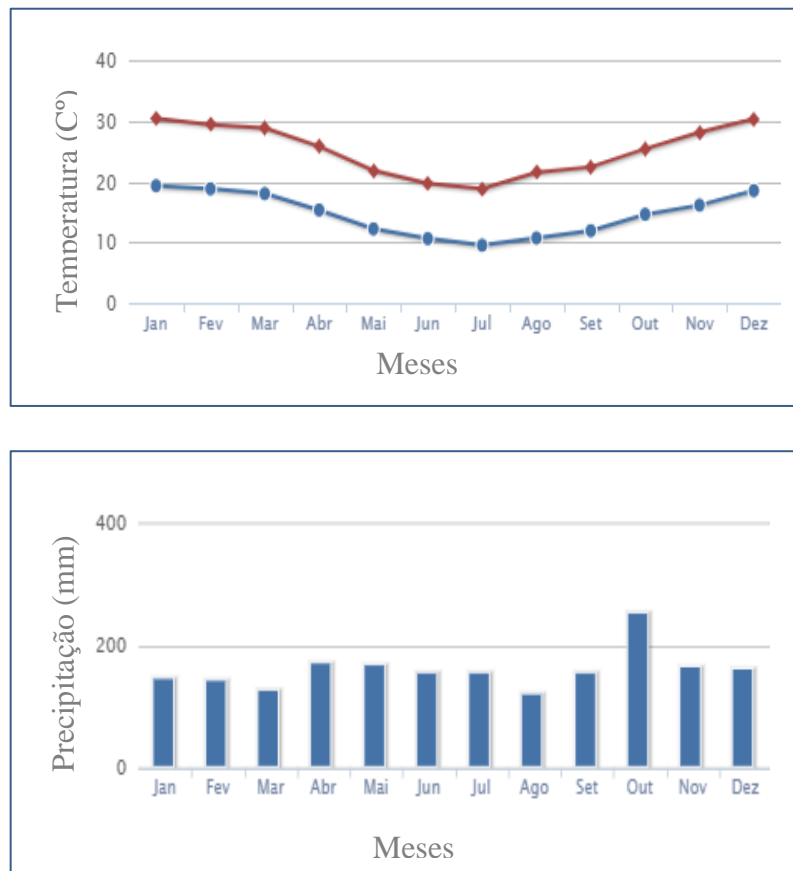 40
30
20
10
0
Temperatura (Cº)
Jan Fev Mar Abr Mai Jun Jul Ago Set Out Nov Dez
Meses
400
200
0
Precipitação (mm)
Jan Fev Mar Abr Mai Jun Jul Ago Set Out Nov Dez
Meses